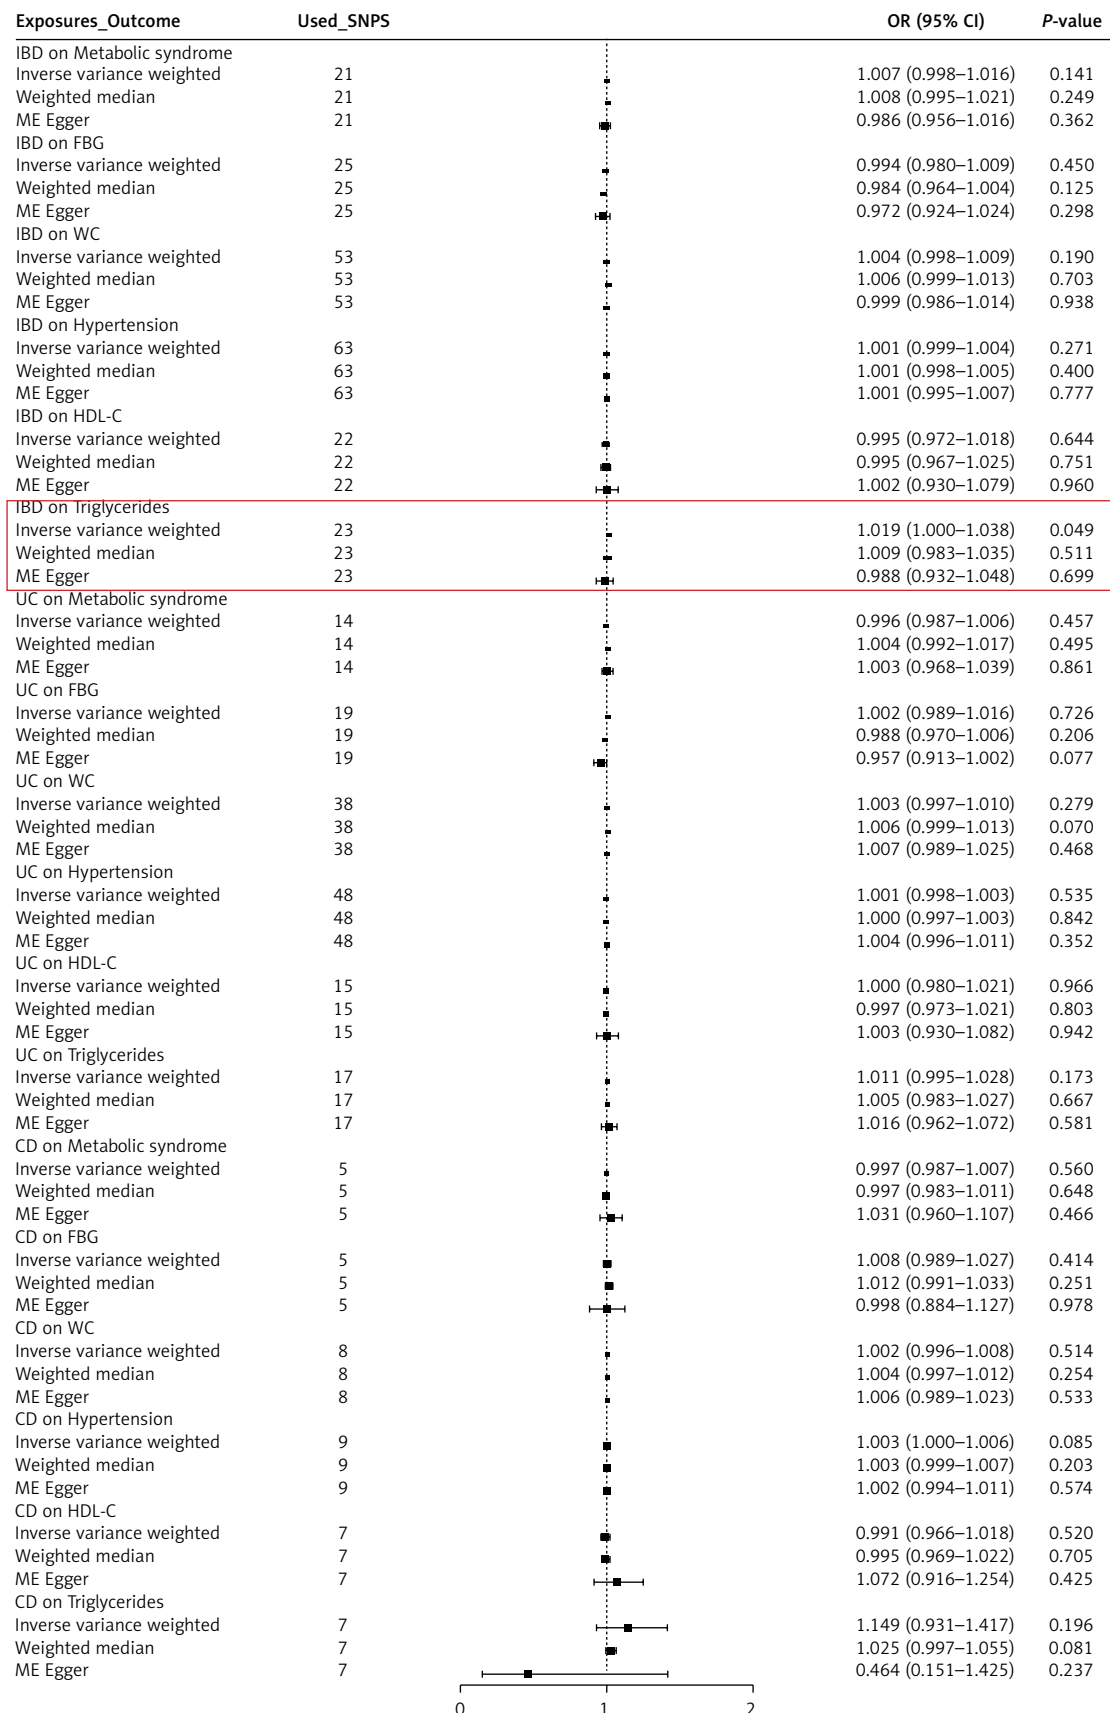 Exposures_Outcome Used_SNPS OR (95% CI) P-value
IBD on Metabolic syndrome
Inverse variance weighted 21 1.007 (0.998–1.016) 0.141
Weighted median 21 1.008 (0.995–1.021) 0.249
ME Egger 21 0.986 (0.956–1.016) 0.362
IBD on FBG
Inverse variance weighted 25 0.994 (0.980–1.009) 0.450
Weighted median 25 0.984 (0.964–1.004) 0.125
ME Egger 25 0.972 (0.924–1.024) 0.298
IBD on WC
Inverse variance weighted 53 1.004 (0.998–1.009) 0.190
Weighted median 53 1.006 (0.999–1.013) 0.703
ME Egger 53 0.999 (0.986–1.014) 0.938
IBD on Hypertension
Inverse variance weighted 63 1.001 (0.999–1.004) 0.271
Weighted median 63 1.001 (0.998–1.005) 0.400
ME Egger 63 1.001 (0.995–1.007) 0.777
IBD on HDL-C
Inverse variance weighted 22 0.995 (0.972–1.018) 0.644
Weighted median 22 0.995 (0.967–1.025) 0.751
ME Egger 22 1.002 (0.930–1.079) 0.960
IBD on Triglycerides
Inverse variance weighted 23 1.019 (1.000–1.038) 0.049
Weighted median 23 1.009 (0.983–1.035) 0.511
ME Egger 23 0.988 (0.932–1.048) 0.699
UC on Metabolic syndrome
Inverse variance weighted 14 0.996 (0.987–1.006) 0.457
Weighted median 14 1.004 (0.992–1.017) 0.495
ME Egger 14 1.003 (0.968–1.039) 0.861
UC on FBG
Inverse variance weighted 19 1.002 (0.989–1.016) 0.726
Weighted median 19 0.988 (0.970–1.006) 0.206
ME Egger 19 0.957 (0.913–1.002) 0.077
UC on WC
Inverse variance weighted 38 1.003 (0.997–1.010) 0.279
Weighted median 38 1.006 (0.999–1.013) 0.070
ME Egger 38 1.007 (0.989–1.025) 0.468
UC on Hypertension
Inverse variance weighted 48 1.001 (0.998–1.003) 0.535
Weighted median 48 1.000 (0.997–1.003) 0.842
ME Egger 48 1.004 (0.996–1.011) 0.352
UC on HDL-C
Inverse variance weighted 15 1.000 (0.980–1.021) 0.966
Weighted median 15 0.997 (0.973–1.021) 0.803
ME Egger 15 1.003 (0.930–1.082) 0.942
UC on Triglycerides
Inverse variance weighted 17 1.011 (0.995–1.028) 0.173
Weighted median 17 1.005 (0.983–1.027) 0.667
ME Egger 17 1.016 (0.962–1.072) 0.581
CD on Metabolic syndrome
Inverse variance weighted 5 0.997 (0.987–1.007) 0.560
Weighted median 5 0.997 (0.983–1.011) 0.648
ME Egger 5 1.031 (0.960–1.107) 0.466
CD on FBG
Inverse variance weighted 5 1.008 (0.989–1.027) 0.414
Weighted median 5 1.012 (0.991–1.033) 0.251
ME Egger 5 0.998 (0.884–1.127) 0.978
CD on WC
Inverse variance weighted 8 1.002 (0.996–1.008) 0.514
Weighted median 8 1.004 (0.997–1.012) 0.254
ME Egger 8 1.006 (0.989–1.023) 0.533
CD on Hypertension
Inverse variance weighted 9 1.003 (1.000–1.006) 0.085
Weighted median 9 1.003 (0.999–1.007) 0.203
ME Egger 9 1.002 (0.994–1.011) 0.574
CD on HDL-C
Inverse variance weighted 7 0.991 (0.966–1.018) 0.520
Weighted median 7 0.995 (0.969–1.022) 0.705
ME Egger 7 1.072 (0.916–1.254) 0.425
CD on Triglycerides
Inverse variance weighted 7 1.149 (0.931–1.417) 0.196
Weighted median 7 1.025 (0.997–1.055) 0.081
ME Egger 7 0.464 (0.151–1.425) 0.237
0 1 2